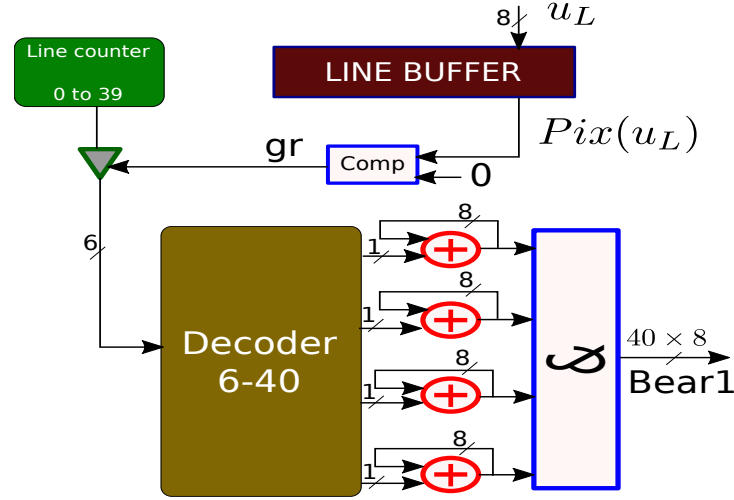 8 u_L
Line counter
0 to 39
LINE BUFFER
Pix(u_L)
gr
Comp
0
6
8
1
8
1
8
1
8
1
+
+
+
+
Decoder
6-40
&
40 × 8
Bear1